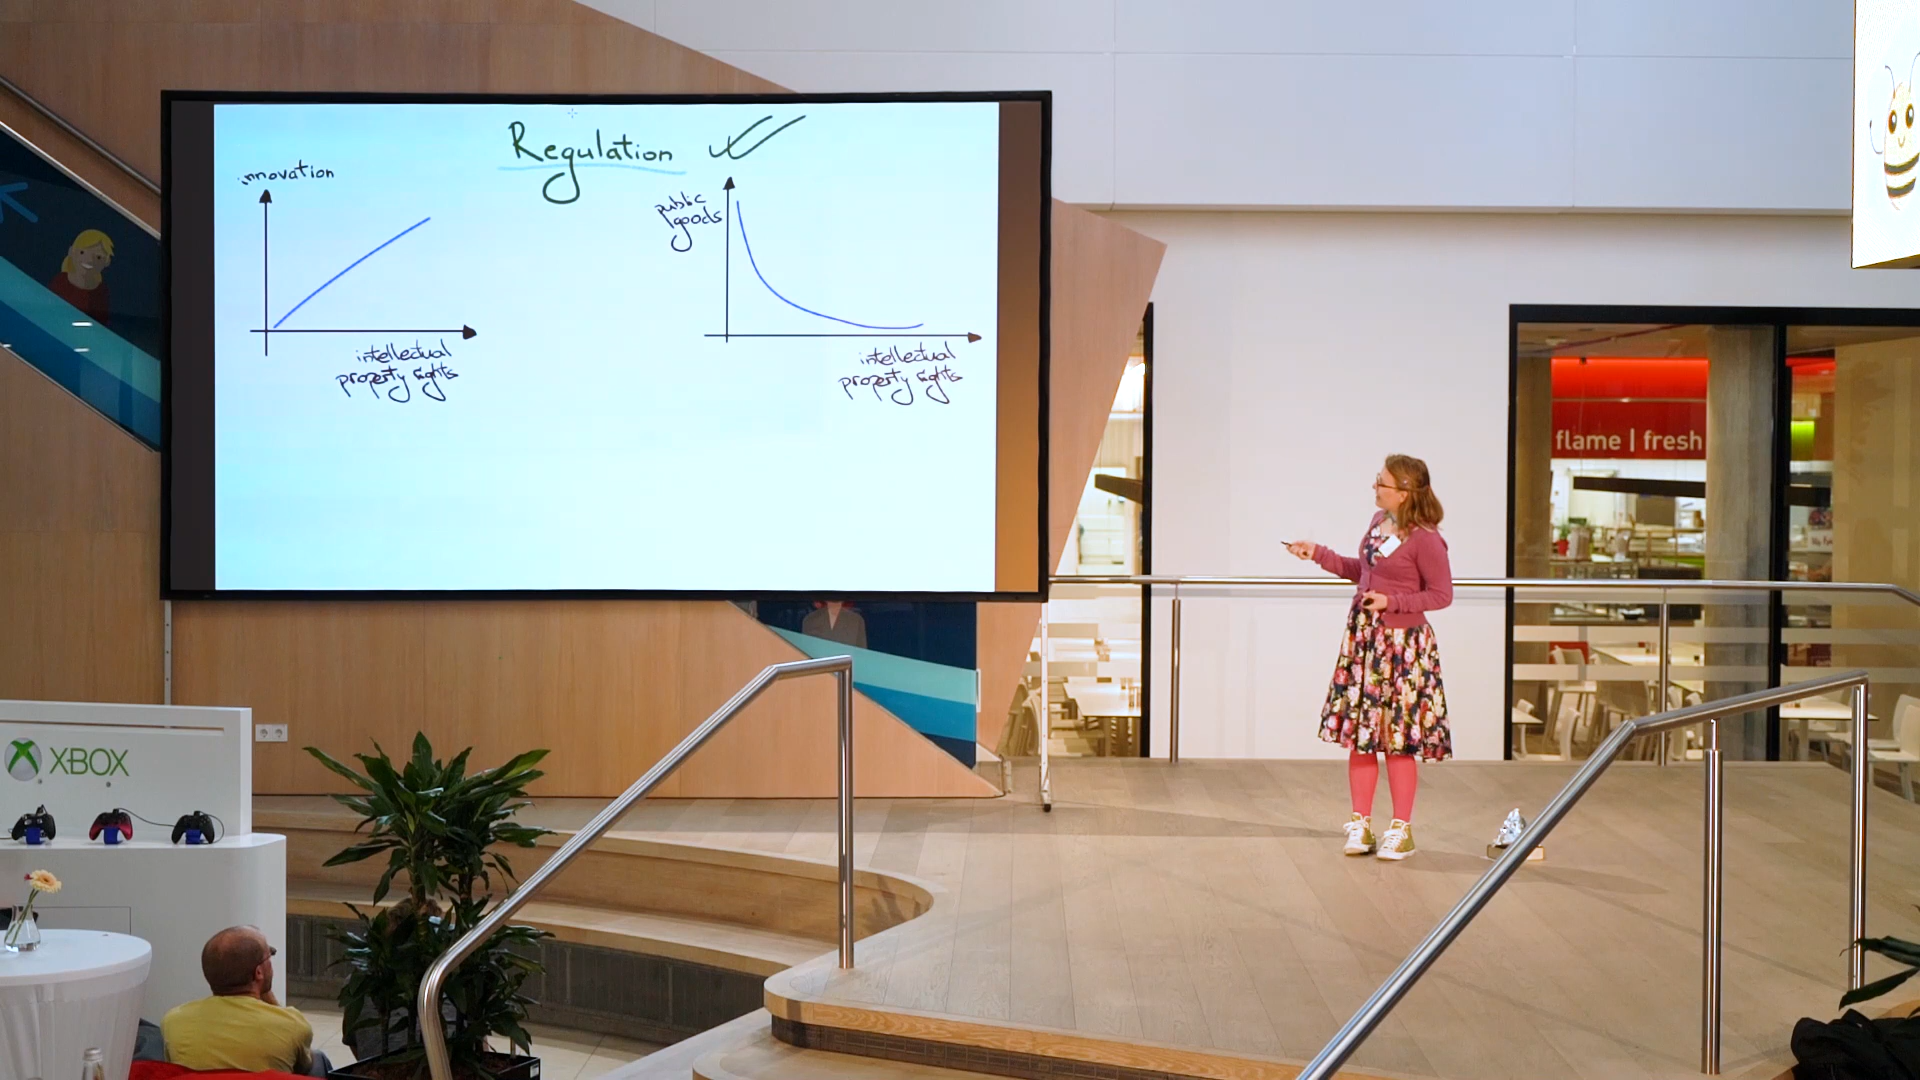 Regulation
innovation
public
goods
intellectual
property rights
intellectual
property rights
flame | fresh
XBOX